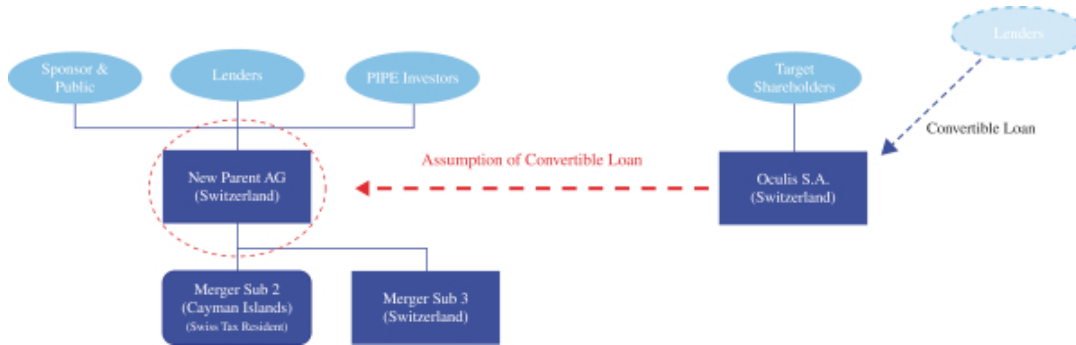 Sponsor &
Public
Lenders
PIPE Investors
Target
Shareholders
Lenders
Convertible Loan
Assumption of Convertible Loan
New Parent AG
(Switzerland)
Oculis S.A.
(Switzerland)
Merger Sub 2
(Cayman Islands)
(Swiss Tax Resident)
Merger Sub 3
(Switzerland)